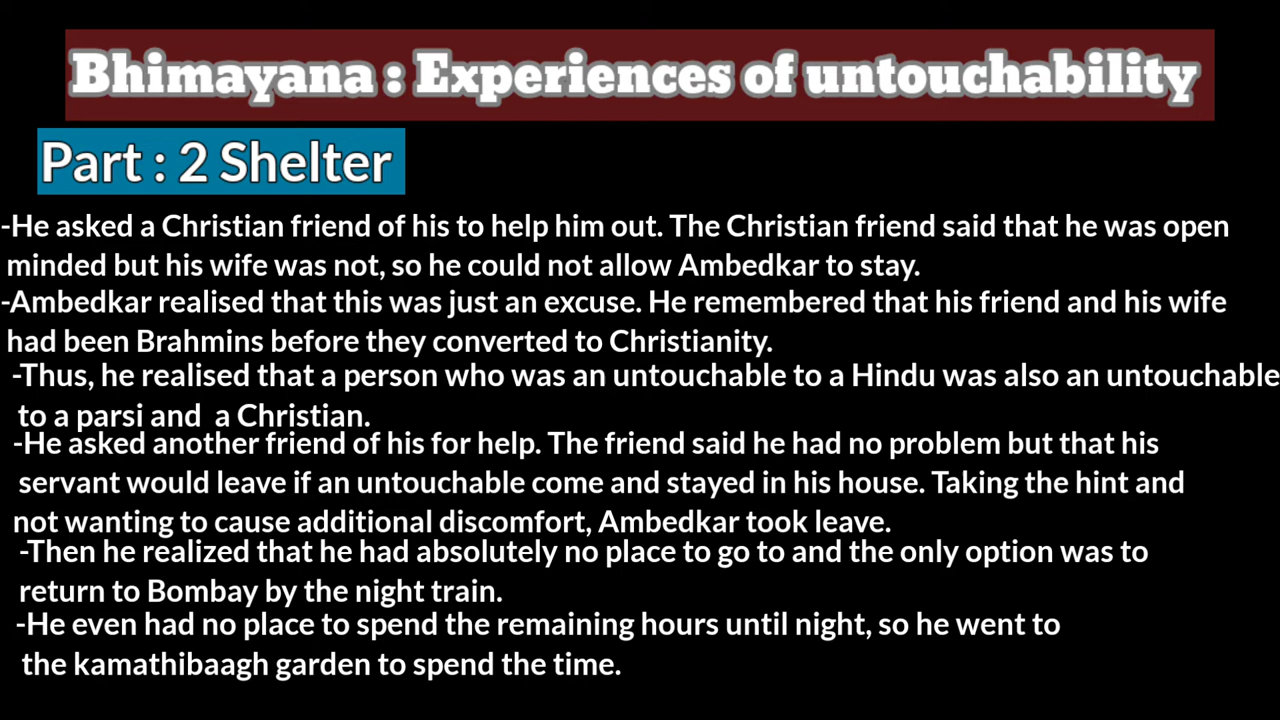 Bhimayana : Experiences of untouchability
Part : 2 Shelter
-He asked a Christian friend of his to help him out. The Christian friend said that he was open
minded but his wife was not, so he could not allow Ambedkar to stay.
-Ambedkar realised that this was just an excuse. He remembered that his friend and his wife
had been Brahmins before they converted to Christianity.
-Thus, he realised that a person who was an untouchable to a Hindu was also an untouchable
to a parsi and a Christian.
-He asked another friend of his for help. The friend said he had no problem but that his
servant would leave if an untouchable come and stayed in his house. Taking the hint and
not wanting to cause additional discomfort, Ambedkar took leave.
-Then he realized that he had absolutely no place to go to and the only option was to
return to Bombay by the night train.
-He even had no place to spend the remaining hours until night, so he went to
the kamathibaagh garden to spend the time.